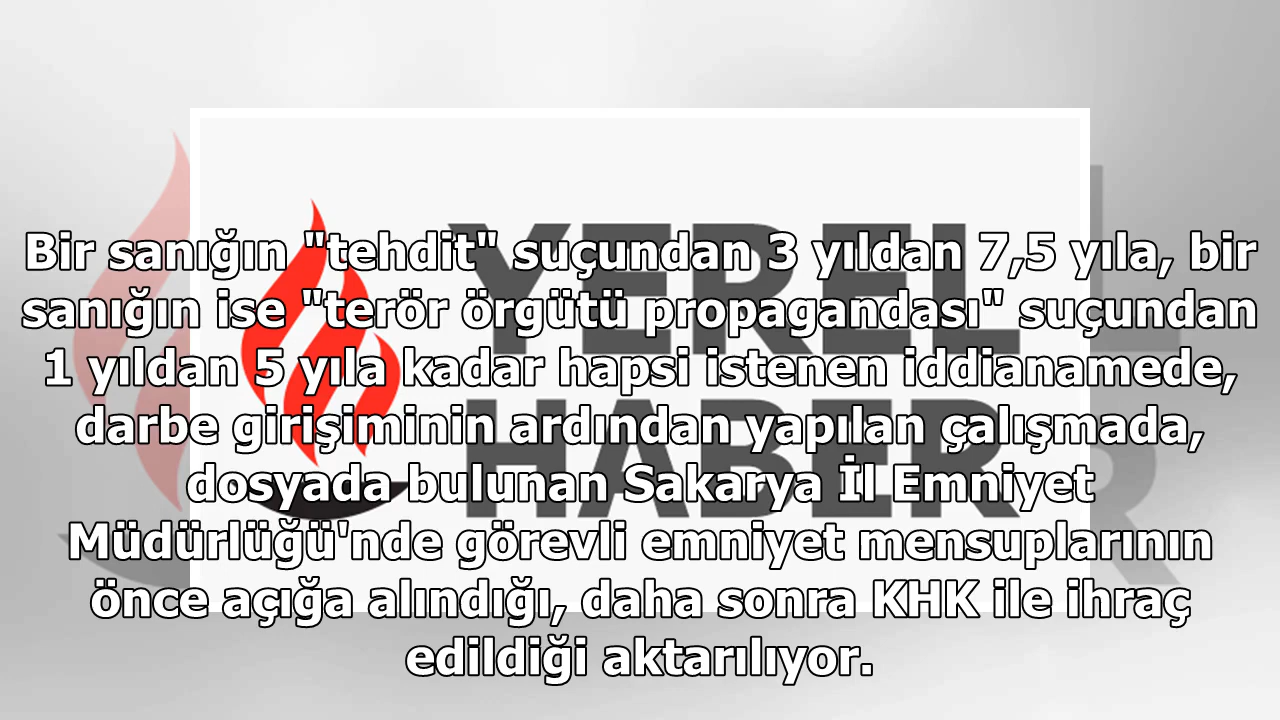 YEREL
HABER
Bir sanığın "tehdit" suçundan 3 yıldan 7,5 yıla, bir
sanığın ise "terör örgütü propagandası" suçundan
1 yıldan 5 yıla kadar hapsi istenen iddianamede,
darbe girişiminin ardından yapılan çalışmada,
dosyada bulunan Sakarya İl Emniyet
Müdürlüğü'nde görevli emniyet mensuplarının
önce açığa alındığı, daha sonra KHK ile ihraç
edildiği aktarılıyor.